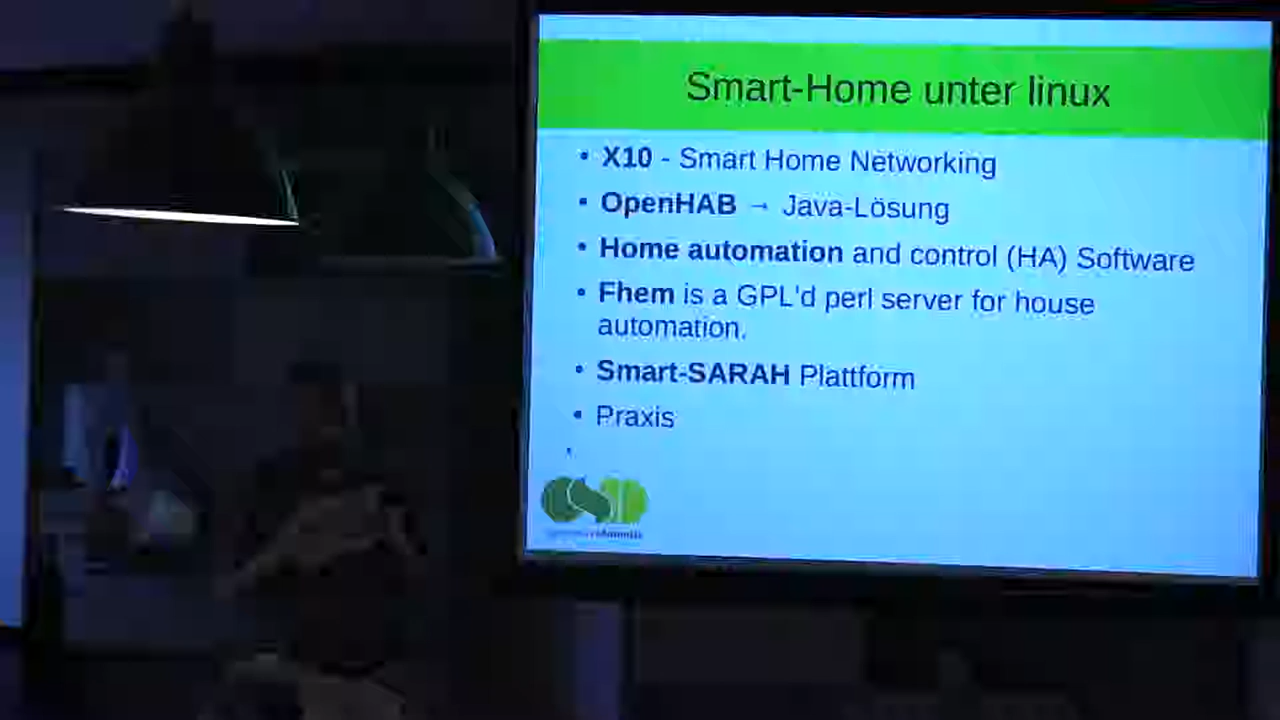 Smart-Home unter linux
• X10 - Smart Home Networking
• OpenHAB → Java-Lösung
• Home automation and control (HA) Software
• Fhem is a GPL'd perl server for house
automation.
• Smart-SARAH Plattform
• Praxis